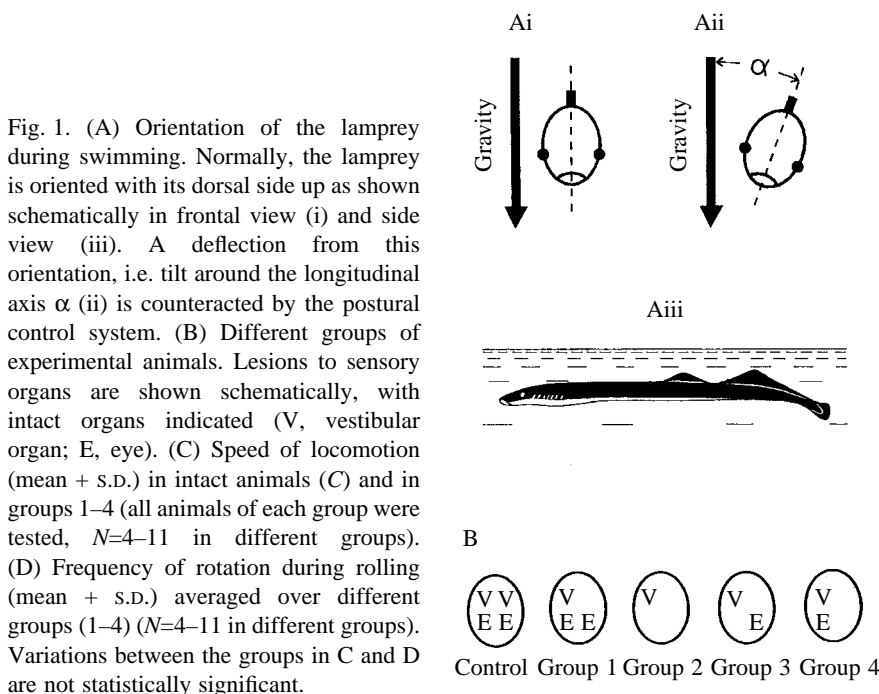 Fig. 1. (A) Orientation of the lamprey
during swimming. Normally, the lamprey
is oriented with its dorsal side up as shown
schematically in frontal view (i) and side
view (iii). A deflection from this
orientation, i.e. tilt around the longitudinal
axis α (ii) is counteracted by the postural
control system. (B) Different groups of
experimental animals. Lesions to sensory
organs are shown schematically, with
intact organs indicated (V, vestibular
organ; E, eye). (C) Speed of locomotion
(mean + S.D.) in intact animals (C) and in
groups 1–4 (all animals of each group were
tested, N=4–11 in different groups).
(D) Frequency of rotation during rolling
(mean + S.D.) averaged over different
groups (1–4) (N=4–11 in different groups).
Variations between the groups in C and D
are not statistically significant.
Ai
Aii
Gravity
Gravity
α
Aiii
B
V V
E E
V
E E
V
V
E
V
E
Control Group 1 Group 2 Group 3 Group 4